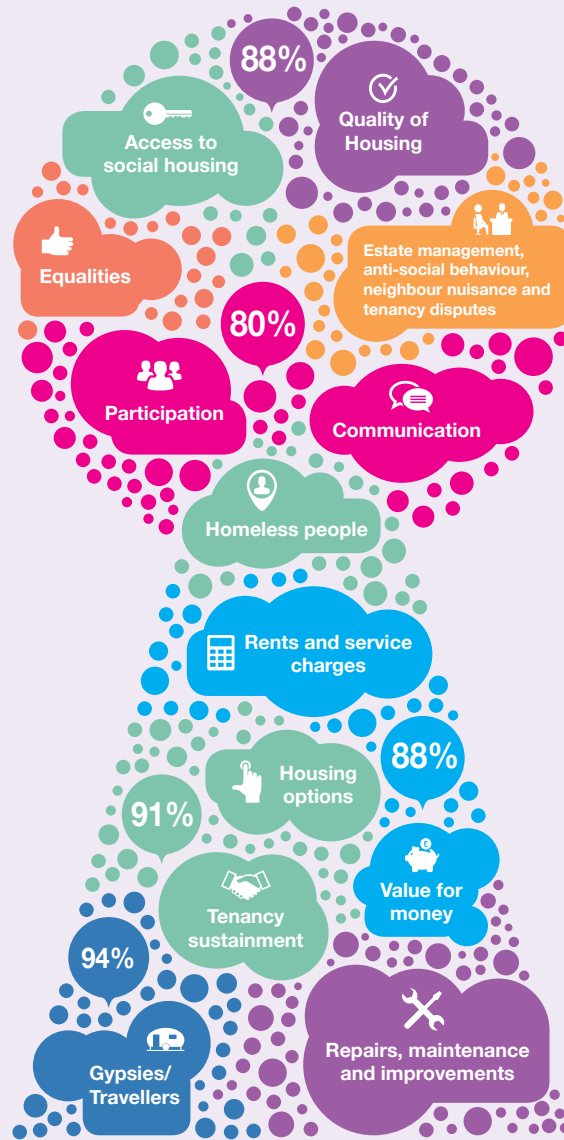 88%
Access to
social housing
Quality of
Housing
Equalities
Estate management,
anti-social behaviour,
neighbour nuisance and
tenancy disputes
80%
Participation
Communication
Homeless people
Rents and service
charges
Housing
options
88%
91%
Tenancy
sustainment
£
Value for
money
94%
Gypsies/
Travellers
Repairs, maintenance
and improvements